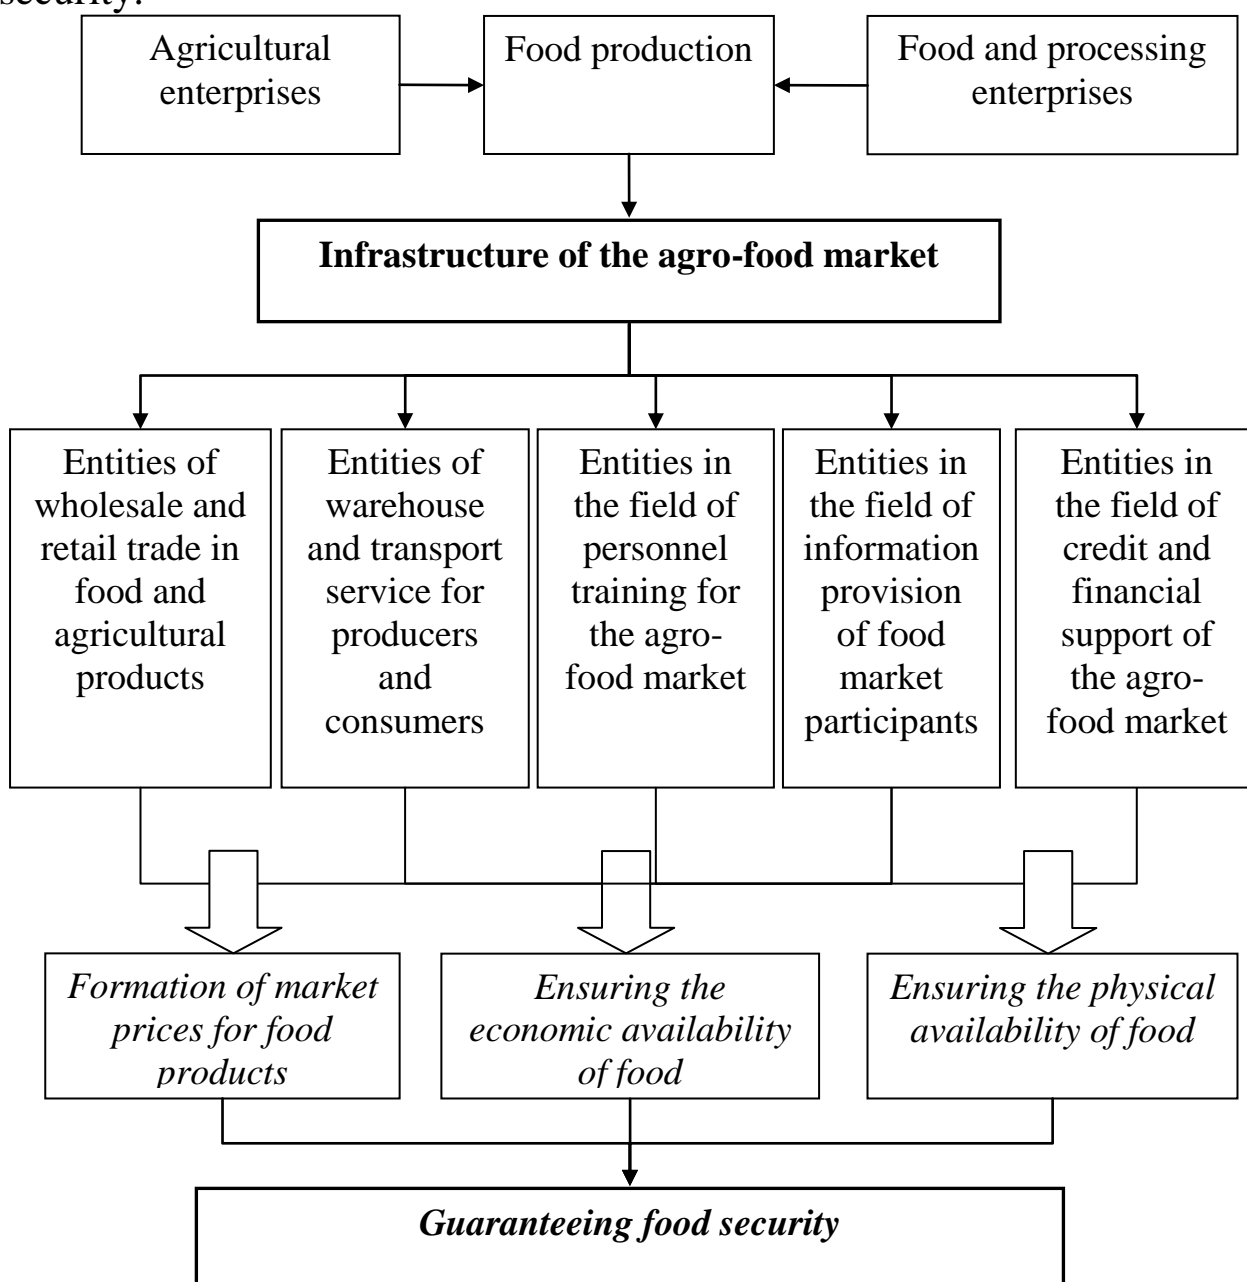 security.
Agricultural
enterprises
Food production
Food and processing
enterprises
Infrastructure of the agro-food market
Entities of
wholesale and
retail trade in
food and
agricultural
products
Entities of
warehouse
and transport
service for
producers
and
consumers
Entities in
the field of
personnel
training for
the agro-
food market
Entities in
the field of
information
provision
of food
market
participants
Entities in
the field of
credit and
financial
support of
the agro-
food market
Formation of market
prices for food
products
Ensuring the
economic availability
of food
Ensuring the physical
availability of food
Guaranteeing food security